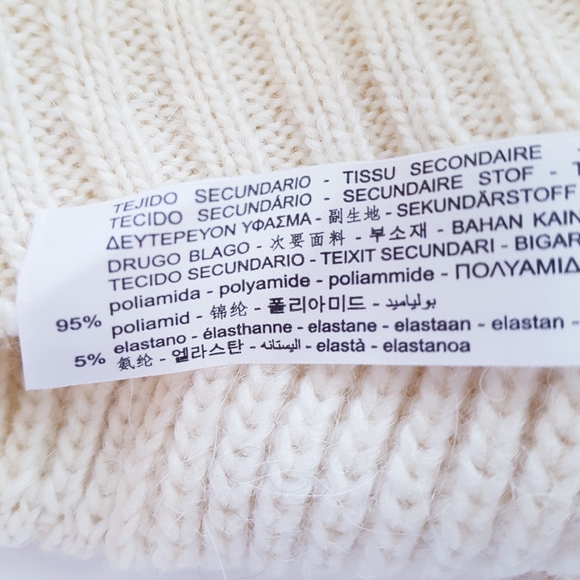 TEJIDO SECUNDARIO - TISSU SECONDAIRE
TECIDO SECUNDÁRIO - SECUNDAIRE STOF -
ΔΕΥΤΕΡΕΥΟΝ ΥΦΑΣΜΑ - 副生地 - SEKUNDÄRSTOFF
DRUGO BLAGO - 次要面料 - 부소재 - BAHAN KAIN
TECIDO SECUNDARIO - TEIXIT SECUNDARI - BIGAR
poliamida - polyamide - poliammide - ΠΟΛΥΑΜΙΔ
95% poliamid - 锦纶 - 폴리아미드 - بولياميد
elastano - élasthanne - elastane - elastaan - elastan -
5% 氨纶 - 엘라스탄 - اليستانه - elastà - elastanoa